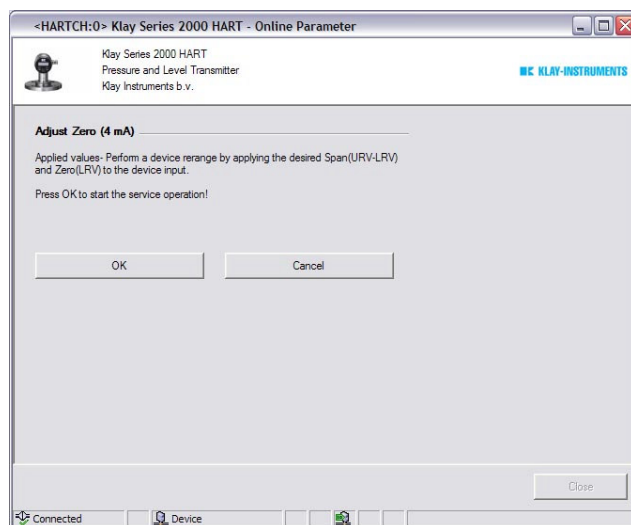 <HARTCH:0> Klay Series 2000 HART - Online Parameter
Klay Series 2000 HART
Pressure and Level Transmitter
Klay Instruments b.v.
KLAY-INSTRUMENTS
Adjust Zero (4 mA)
Applied values- Perform a device rerange by applying the desired Span(URV-LRV)
and Zero(LRV) to the device input.
Press OK to start the service operation!
OK
Cancel
Close
Connected
Device